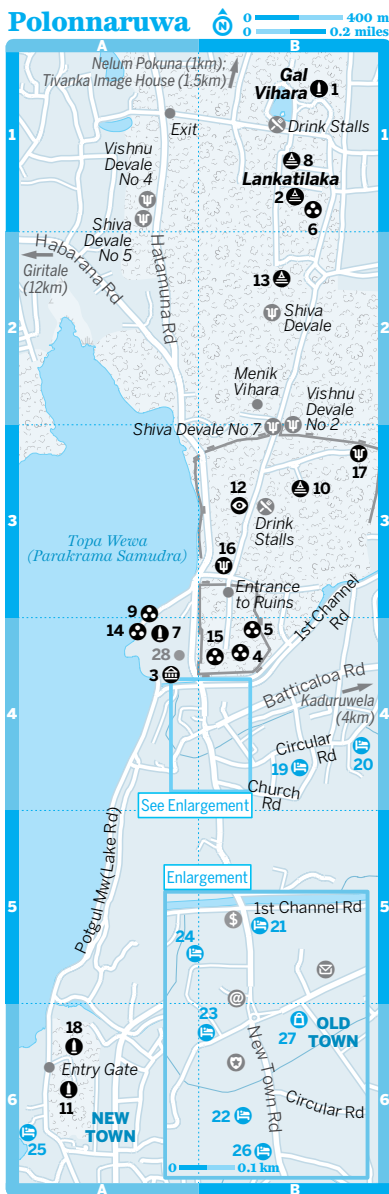 Polonnaruwa
N
0 400 m
0 0.2 miles
A B
Nelum Pokuna (1km);
Tivanka Image House (1.5km)
Gal
Vihara
1
Exit
Drink Stalls
1 1
Vishnu
Devale
No 4
8
Lankatilaka
2
6
Shiva
Devale
No 5
Habarana Rd
Hatamuna Rd
Giritale
(12km)
13
Shiva
Devale
2 2
Menik
Vihara
Vishnu
Devale
No 2
Shiva Devale No 7
17
12
10
3 3
Drink
Stalls
Topa Wewa
(Parakrama Samudra)
16
Entrance
to Ruins
1st Channel
Rd
9
14
7
15
5
4
28
3
Batticaloa Rd
Kaduruwela
(4km)
4 4
Circular
Rd
19
20
Church
Rd
See Enlargement
Potgul Mw(Lake Rd)
Enlargement
5 5
$
1st Channel Rd
21
24
@
23
27
OLD
TOWN
New Town Rd
18
Entry Gate
11
NEW
TOWN
6 6
Circular Rd
22
25
26
0 0.1 km
A B